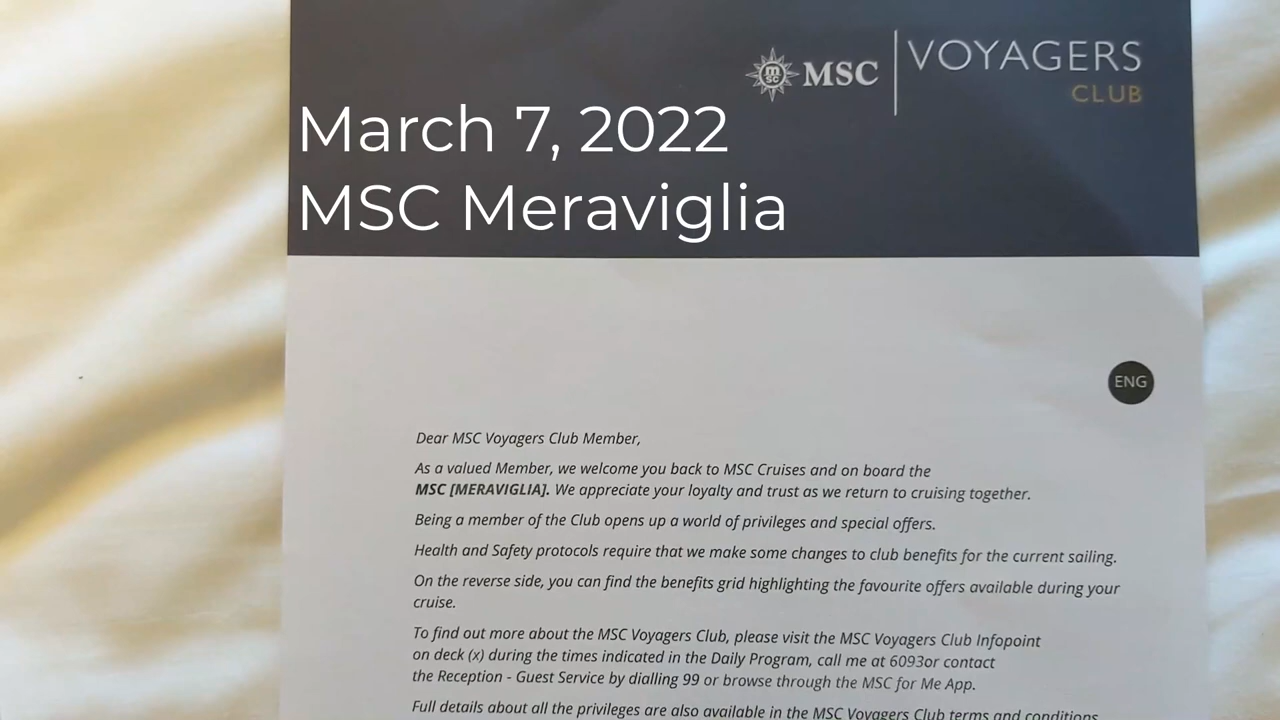 MSC
VOYAGERS
CLUB
March 7, 2022
MSC Meraviglia
ENG
Dear MSC Voyagers Club Member,
As a valued Member, we welcome you back to MSC Cruises and on board the
MSC [MERAVIGLIA]. We appreciate your loyalty and trust as we return to cruising together.
Being a member of the Club opens up a world of privileges and special offers.
Health and Safety protocols require that we make some changes to club benefits for the current sailing.
On the reverse side, you can find the benefits grid highlighting the favourite offers available during your
cruise.
To find out more about the MSC Voyagers Club, please visit the MSC Voyagers Club Infopoint
on deck (x) during the times indicated in the Daily Program, call me at 6093or contact
the Reception - Guest Service by dialling 99 or browse through the MSC for Me App.
Full details about all the privileges are also available in the MSC Voyagers Club terms and conditions